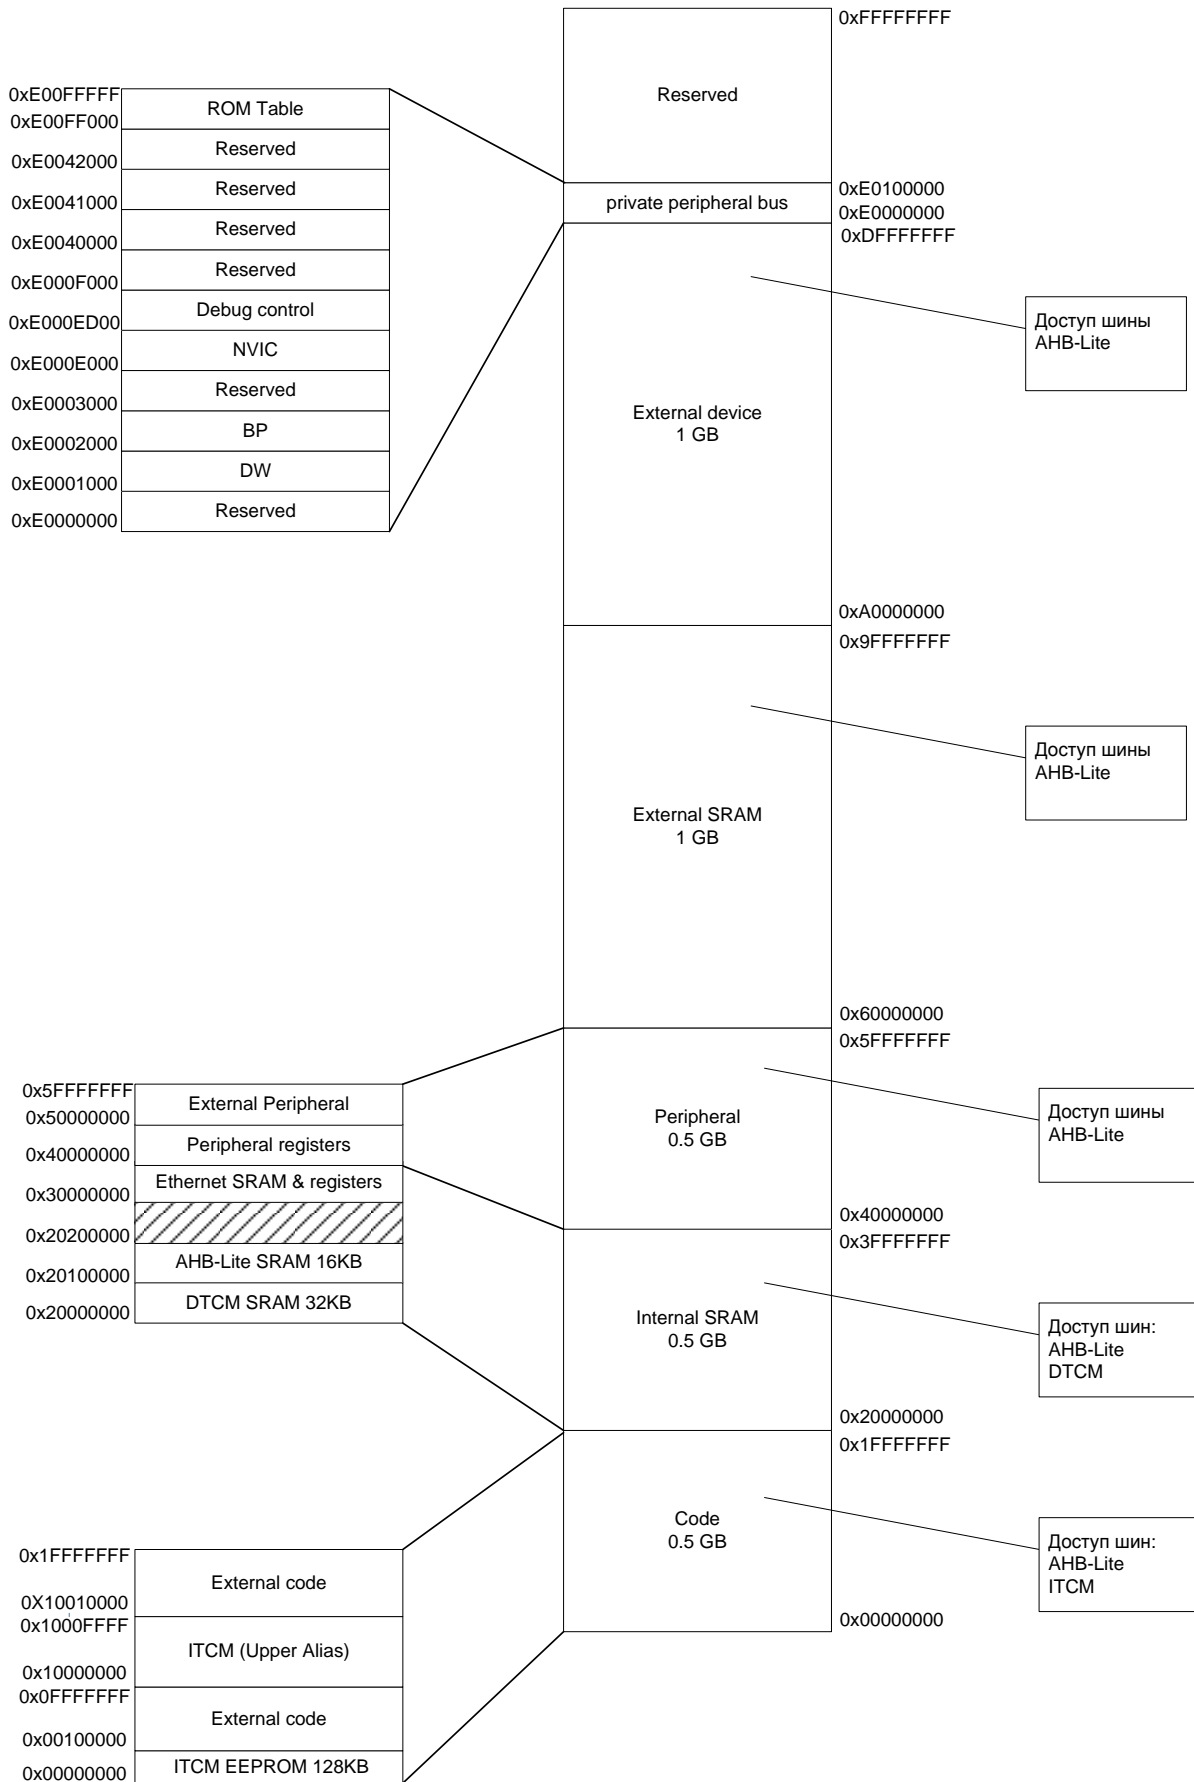 0xFFFFFFFF
Reserved
0xE0100000
private peripheral bus
0xE0000000
0xDFFFFFFF
0xE00FFFFF
ROM Table
0xE00FF000
Reserved
0xE0042000
Reserved
0xE0041000
Reserved
0xE0040000
Reserved
0xE000F000
Debug control
0xE000ED00
NVIC
0xE000E000
Reserved
0xE0003000
BP
0xE0002000
DW
0xE0001000
Reserved
0xE0000000
External device
1 GB
Доступ шины
AHB-Lite
0xA0000000
0x9FFFFFFF
External SRAM
1 GB
Доступ шины
AHB-Lite
0x60000000
0x5FFFFFFF
Peripheral
0.5 GB
Доступ шины
AHB-Lite
0x40000000
0x3FFFFFFF
0x5FFFFFFF
External Peripheral
0x50000000
Peripheral registers
0x40000000
Ethernet SRAM & registers
0x30000000
0x20200000
AHB-Lite SRAM 16KB
0x20100000
DTCM SRAM 32KB
0x20000000
Internal SRAM
0.5 GB
Доступ шин:
AHB-Lite
DTCM
0x20000000
0x1FFFFFFF
Code
0.5 GB
Доступ шин:
AHB-Lite
ITCM
0x00000000
0x1FFFFFFF
External code
0X10010000
0x1000FFFF
ITCM (Upper Alias)
0x10000000
0x0FFFFFFF
External code
0x00100000
ITCM EEPROM 128KB
0x00000000